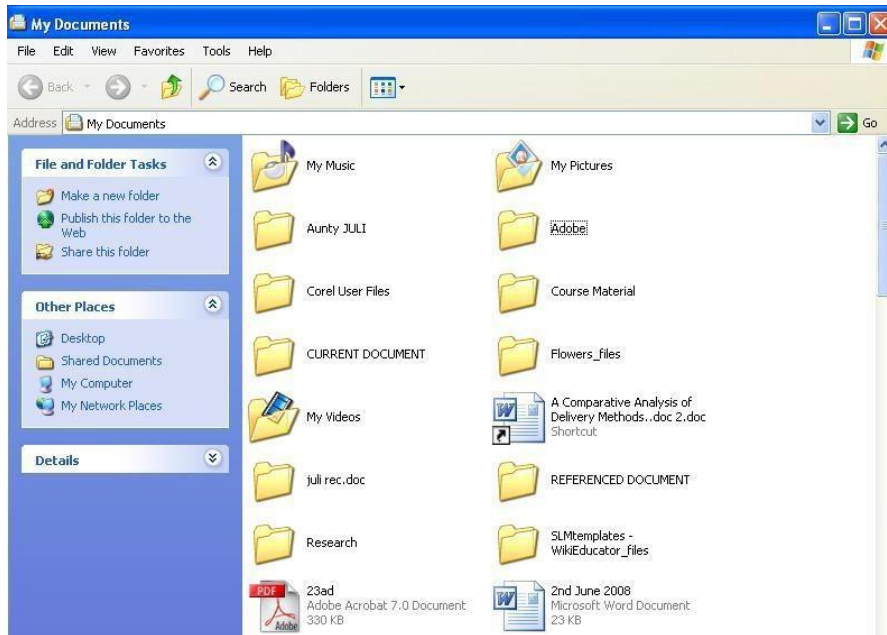 My Documents
File Edit View Favorites Tools Help
Back Search Folders
Address My Documents Go
File and Folder Tasks
Make a new folder
Publish this folder to the
Web
Share this folder
Other Places
Desktop
Shared Documents
My Computer
My Network Places
Details
My Music
My Pictures
Aunty JULI
Adobe
Corel User Files
Course Material
CURRENT DOCUMENT
Flowers_files
My Videos
A Comparative Analysis of
Delivery Methods..doc 2.doc
Shortcut
juli rec.doc
REFERENCED DOCUMENT
Research
SLMtemplates -
WikiEducator_files
PDF
Adobe
23ad
Adobe Acrobat 7.0 Document
330 KB
2nd June 2008
Microsoft Word Document
23 KB